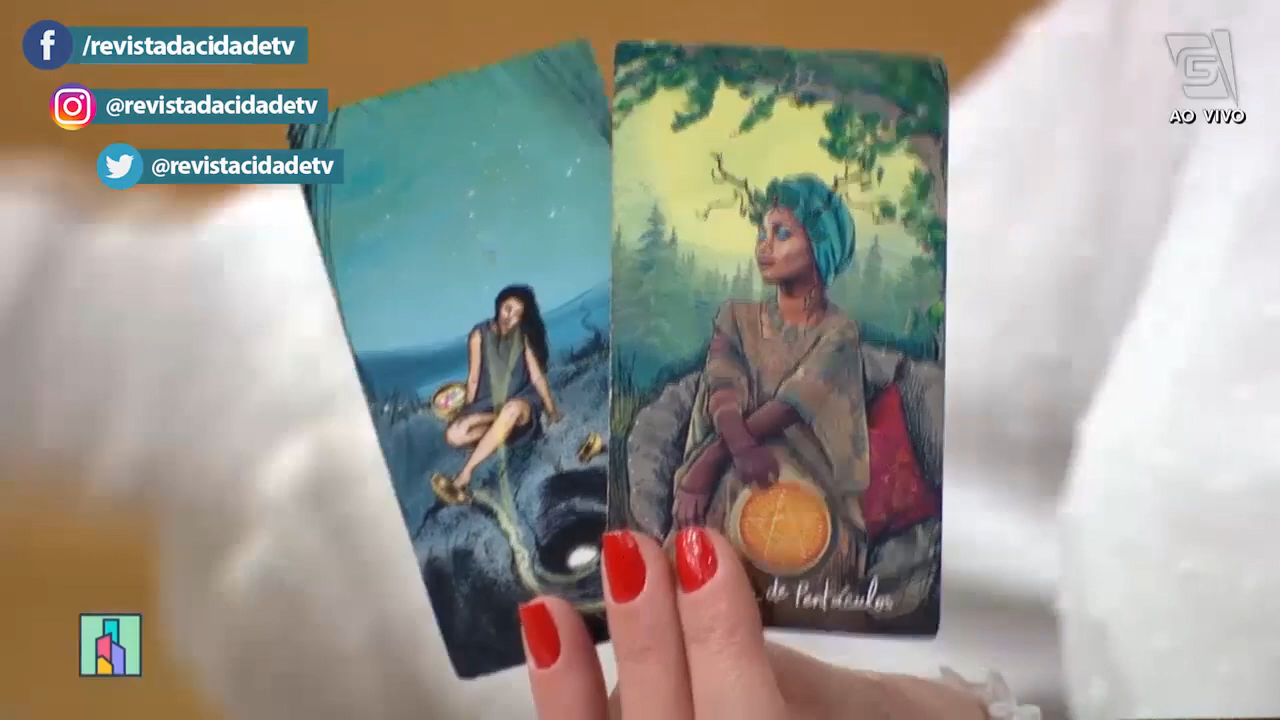 /revistadacidadetv
@revistadacidadetv
@revistacidadetv
AO VIVO
de Pentáculos